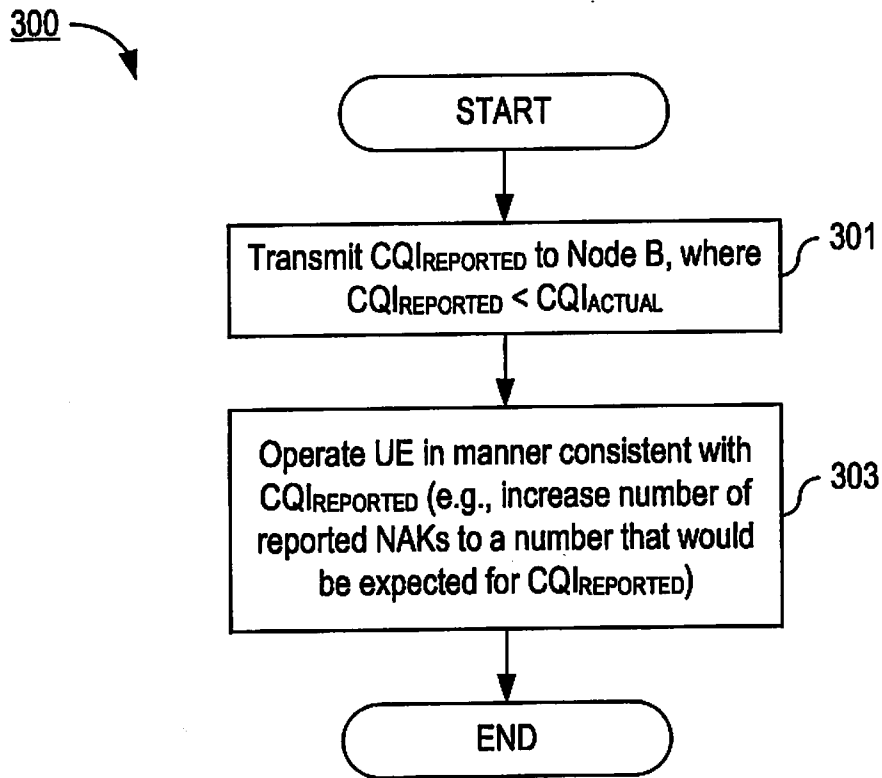 300
START
Transmit CQIREPORTED to Node B, where
CQIREPORTED < CQIACTUAL
301
Operate UE in manner consistent with
CQIREPORTED (e.g., increase number of
reported NAKs to a number that would
be expected for CQIREPORTED)
303
END